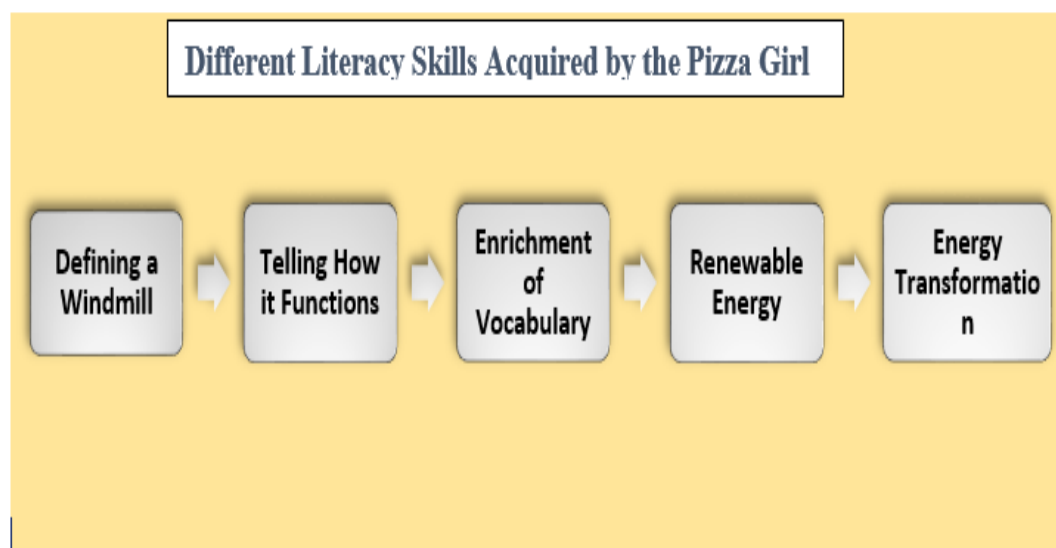 Different Literacy Skills Acquired by the Pizza Girl
Defining a
Windmill
Telling How
it Functions
Enrichment
of
Vocabulary
Renewable
Energy
Energy
Transformatio
n